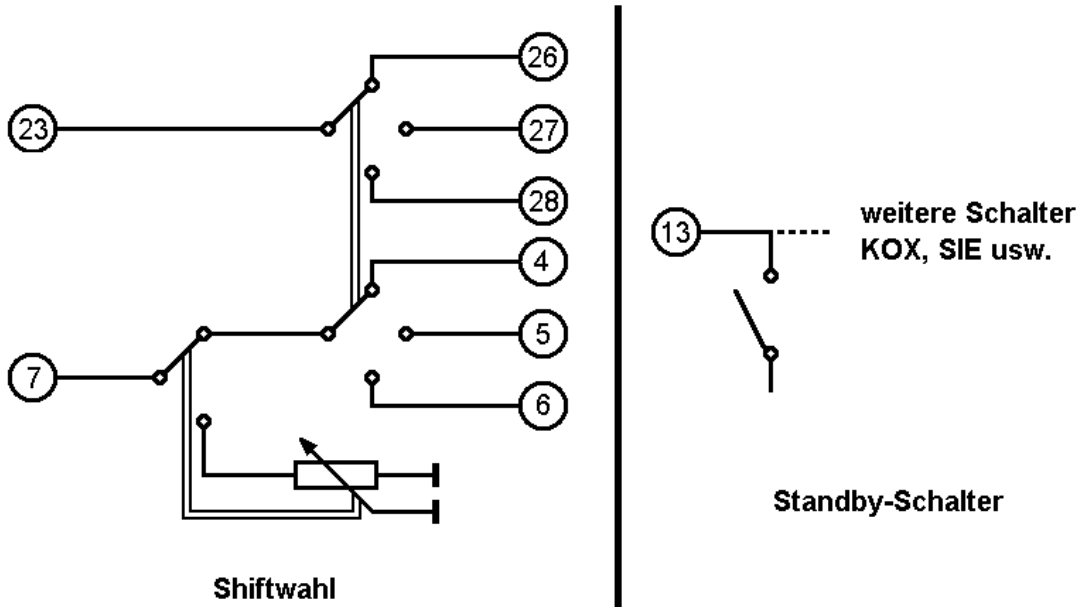 26
23
27
28
4
5
7
6
Shiftwahl
13
weitere Schalter
KOX, SIE usw.
Standby-Schalter